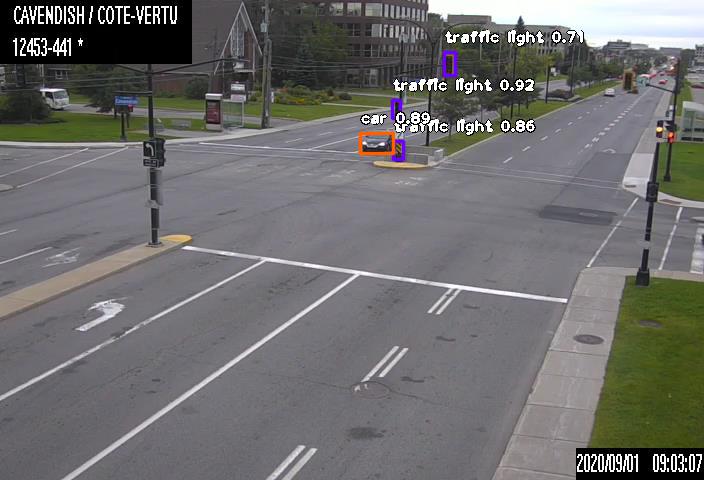 CAVENDISH / COTE-VERTU
12453-441 *
traffic light 0.71
traffic light 0.92
car 0.89
traffic light 0.86
2020/09/01 09:03:07